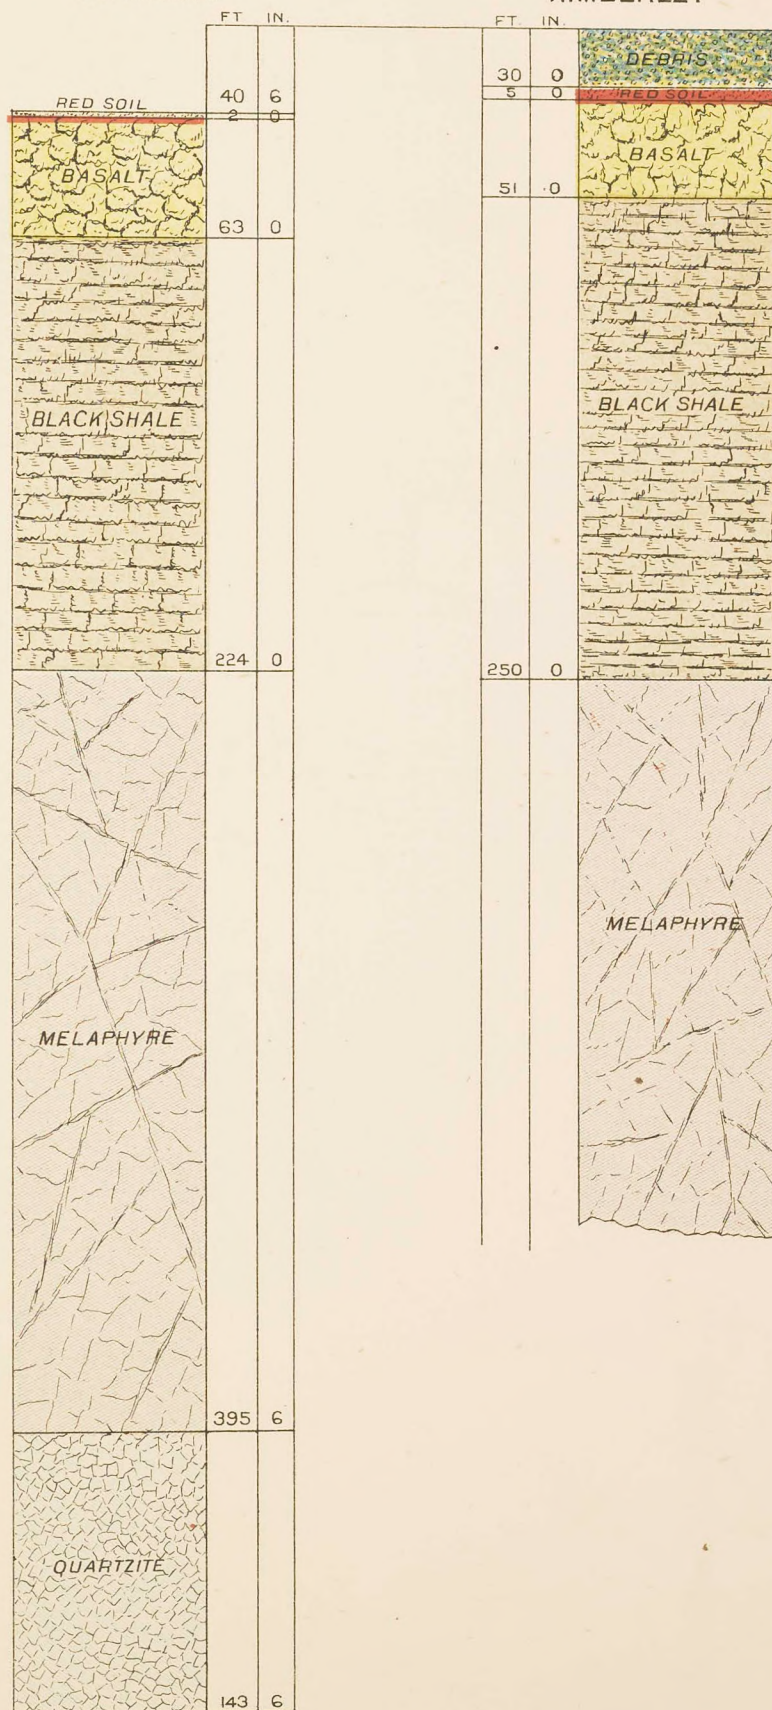 FT IN.
40 6
RED SOIL
2 0
BASALT
63 0
BLACK SHALE
224 0
MELAPHYRE
395 6
QUARTZITE
143 6
FT. IN.
DEBRIS
30 0
RED SOIL
5 0
BASALT
51 0
BLACK SHALE
250 0
MELAPHYRE